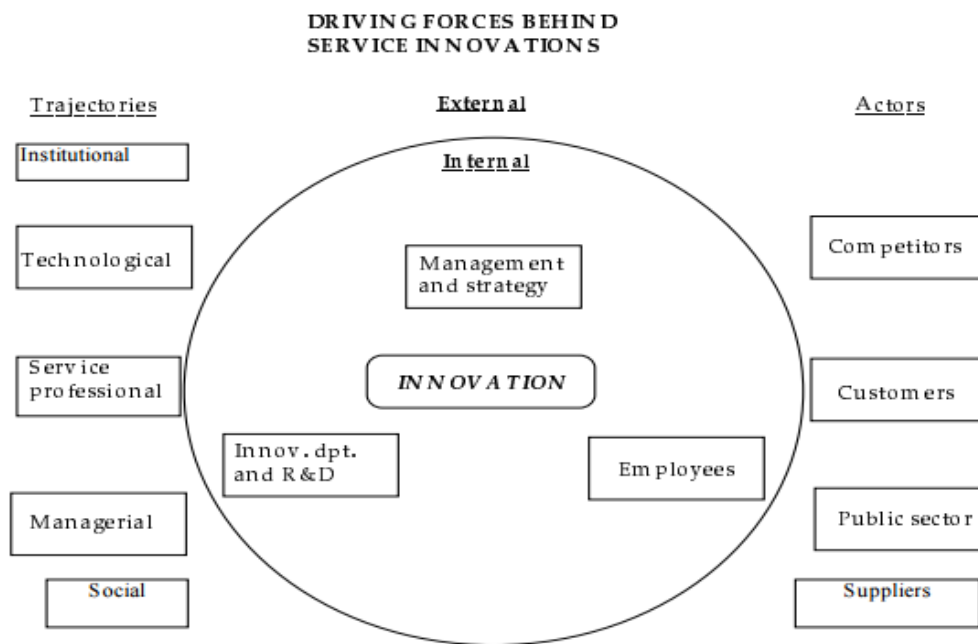 DRIVING FORCES BEHIND
SERVICE INNOVATIONS
Trajectories
External
Actors
Institutional
Internal
Technological
Management
and strategy
Competitors
Service
professional
INNOVATION
Customers
Innov. dpt.
and R&D
Employees
Managerial
Public sector
Social
Suppliers